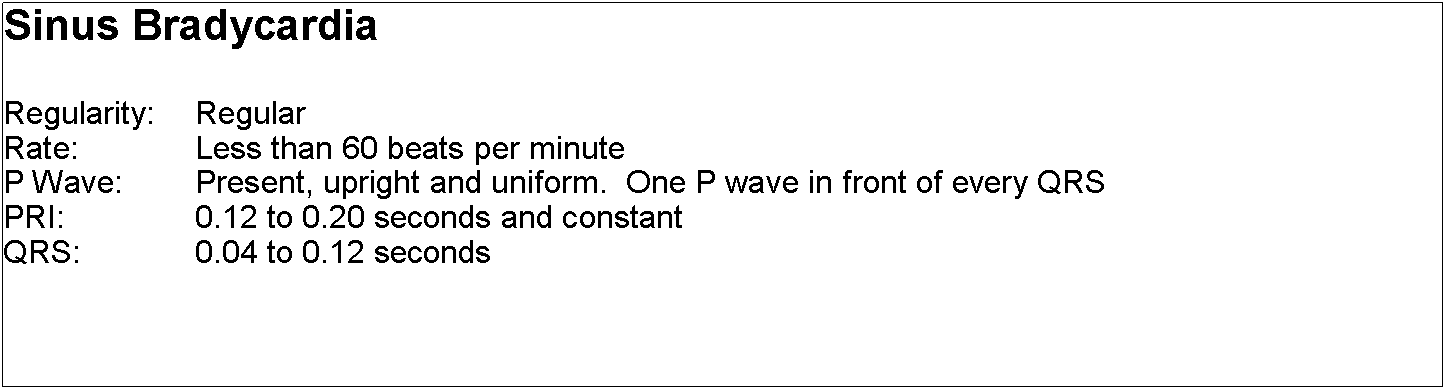 Sinus Bradycardia
Regularity: Regular
Rate: Less than 60 beats per minute
P Wave: Present, upright and uniform.  One P wave in front of every QRS
PRI: 0.12 to 0.20 seconds and constant
QRS: 0.04 to 0.12 seconds